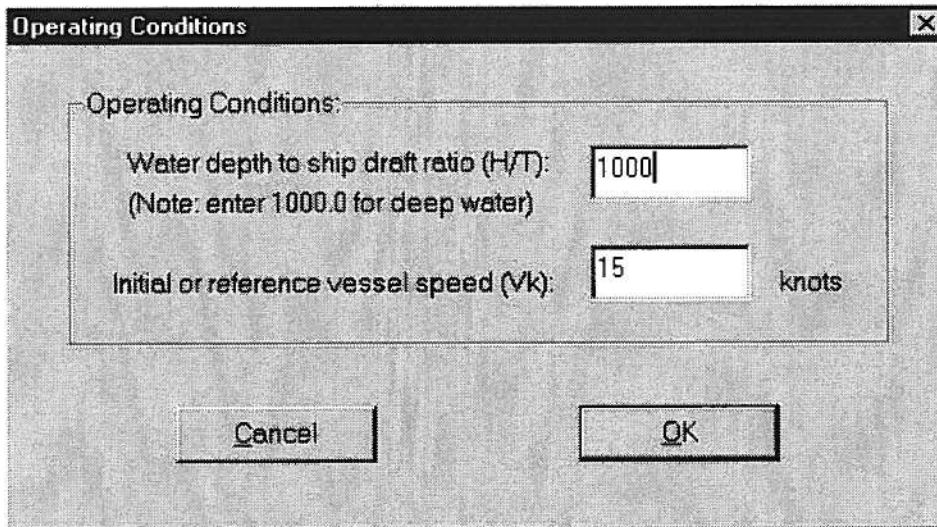 Operating Conditions
Operating Conditions:
Water depth to ship draft ratio (H/T): 1000
(Note: enter 1000.0 for deep water)
Initial or reference vessel speed (Vk): 15 knots
Cancel OK